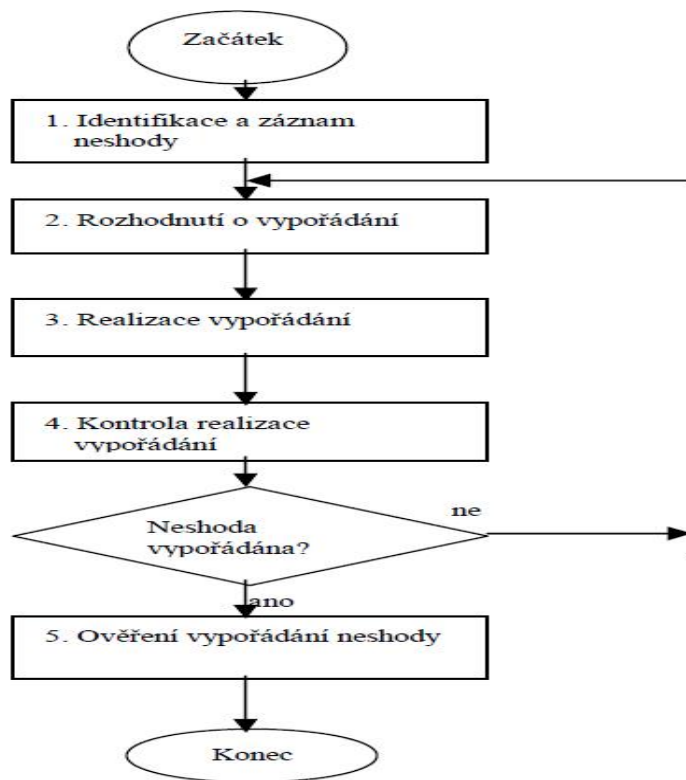 Začátek
1. Identifikace a záznam
neshody
2. Rozhodnutí o vypořádání
3. Realizace vypořádání
4. Kontrola realizace
vypořádání
ne
Neshoda
vypořádána?
ano
5. Ověření vypořádání neshody
Konec